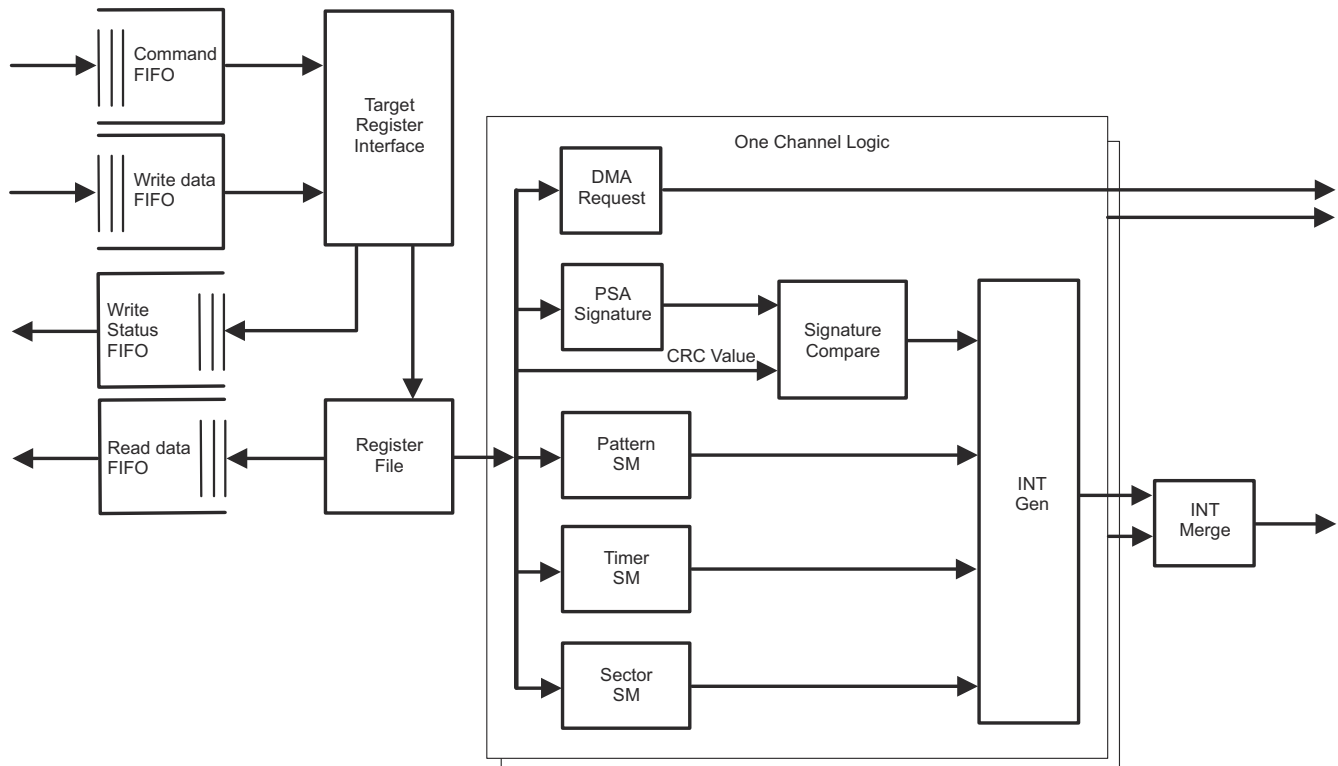 Command
FIFO
Target
Register
Interface
One Channel Logic
Write data
FIFO
DMA
Request
Write
Status
FIFO
PSA
Signature
Signature
Compare
CRC Value
Read data
FIFO
Register
File
Pattern
SM
INT
Gen
INT
Merge
Timer
SM
Sector
SM